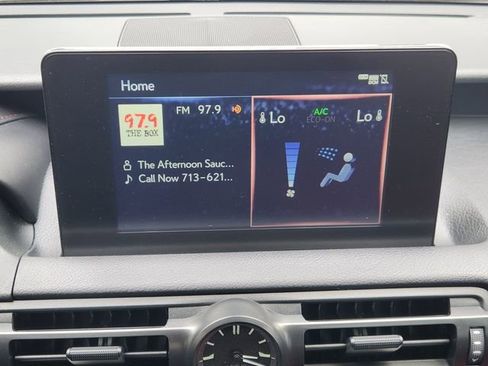 Home
FM 97.9
97.9
THE BOX
The Afternoon Sauc...
Call Now 713-621...
A/C
Lo ECO-ON Lo